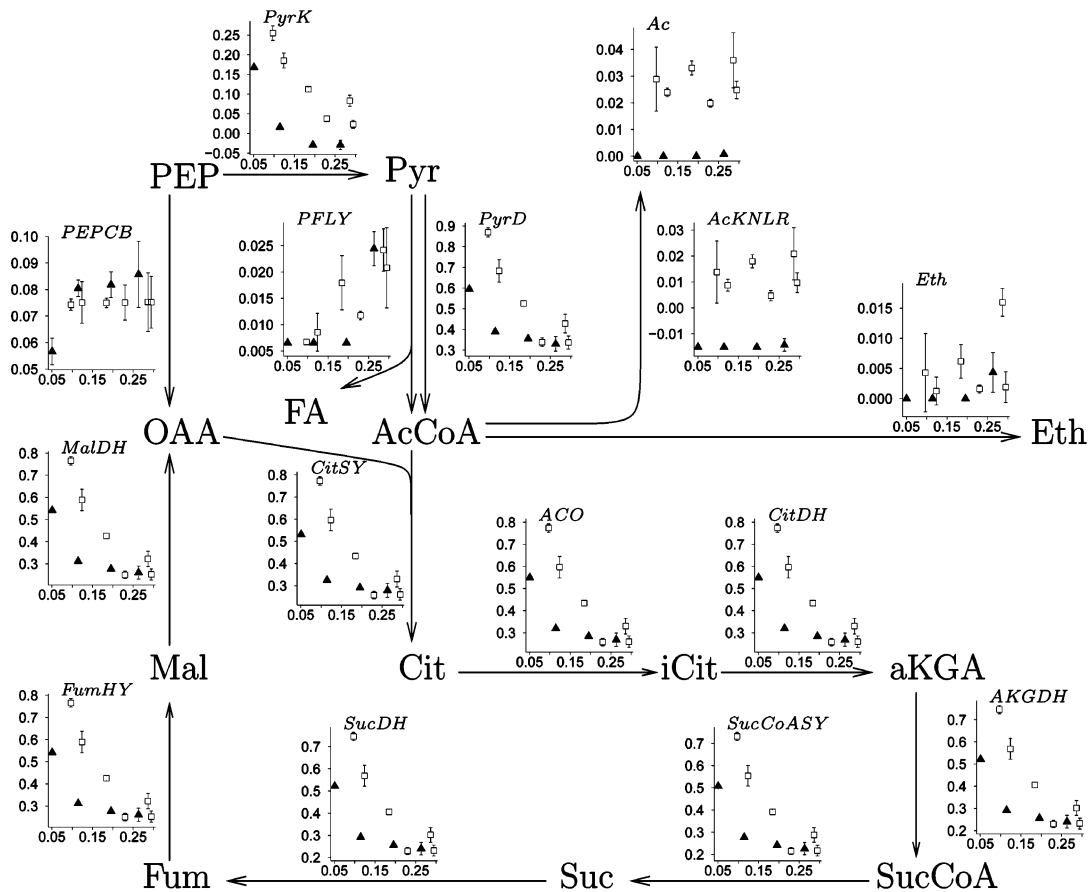 PyrK
0.25
0.20
0.15
0.10
0.05
0.00
−0.05
0.05 0.15 0.25
Ac
0.04
0.03
0.02
0.01
0.00
0.05 0.15 0.25
PEP
Pyr
PEPCB
0.10
0.09
0.08
0.07
0.06
0.05
0.05 0.15 0.25
PFLY
0.025
0.020
0.015
0.010
0.005
0.05 0.15 0.25
PyrD
0.9
0.8
0.7
0.6
0.5
0.4
0.3
0.05 0.15 0.25
AcKNLR
0.03
0.02
0.01
0.00
−0.01
0.05 0.15 0.25
Eth
0.015
0.010
0.005
0.000
0.05 0.15 0.25
FA
OAA
AcCoA
Eth
MalDH
0.8
0.7
0.6
0.5
0.4
0.3
0.05 0.15 0.25
CitSY
0.8
0.7
0.6
0.5
0.4
0.3
0.05 0.15 0.25
ACO
0.8
0.7
0.6
0.5
0.4
0.3
0.05 0.15 0.25
CitDH
0.8
0.7
0.6
0.5
0.4
0.3
0.05 0.15 0.25
Mal
Cit
iCit
aKGA
FumHY
0.8
0.7
0.6
0.5
0.4
0.3
0.05 0.15 0.25
SucDH
0.7
0.6
0.5
0.4
0.3
0.2
0.05 0.15 0.25
SucCoASY
0.7
0.6
0.5
0.4
0.3
0.2
0.05 0.15 0.25
AKGDH
0.8
0.7
0.6
0.5
0.4
0.3
0.2
0.05 0.15 0.25
Fum
Suc
SucCoA